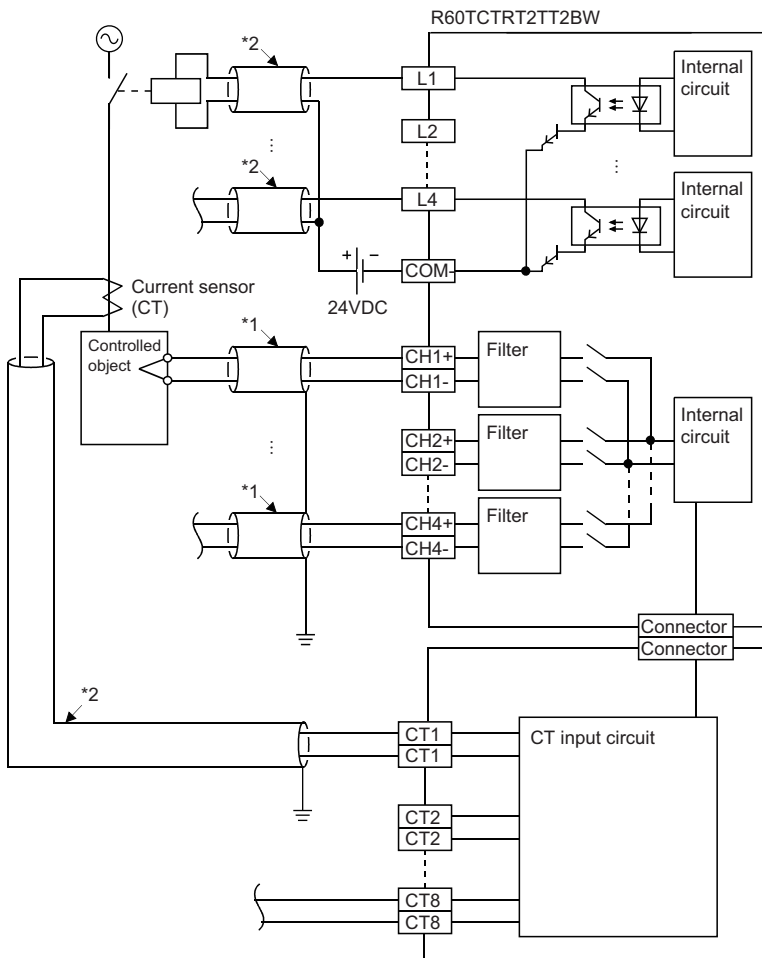 R60TCTRT2TT2BW
*2
L1
Internal
circuit
L2
*2
L4
Internal
circuit
+ −
COM-
24VDC
Current sensor
(CT)
*1
Controlled
object
CH1+
CH1-
Filter
CH2+
CH2-
Filter
Internal
circuit
*1
CH4+
CH4-
Filter
Connector
Connector
*2
CT1
CT1
CT input circuit
CT2
CT2
CT8
CT8